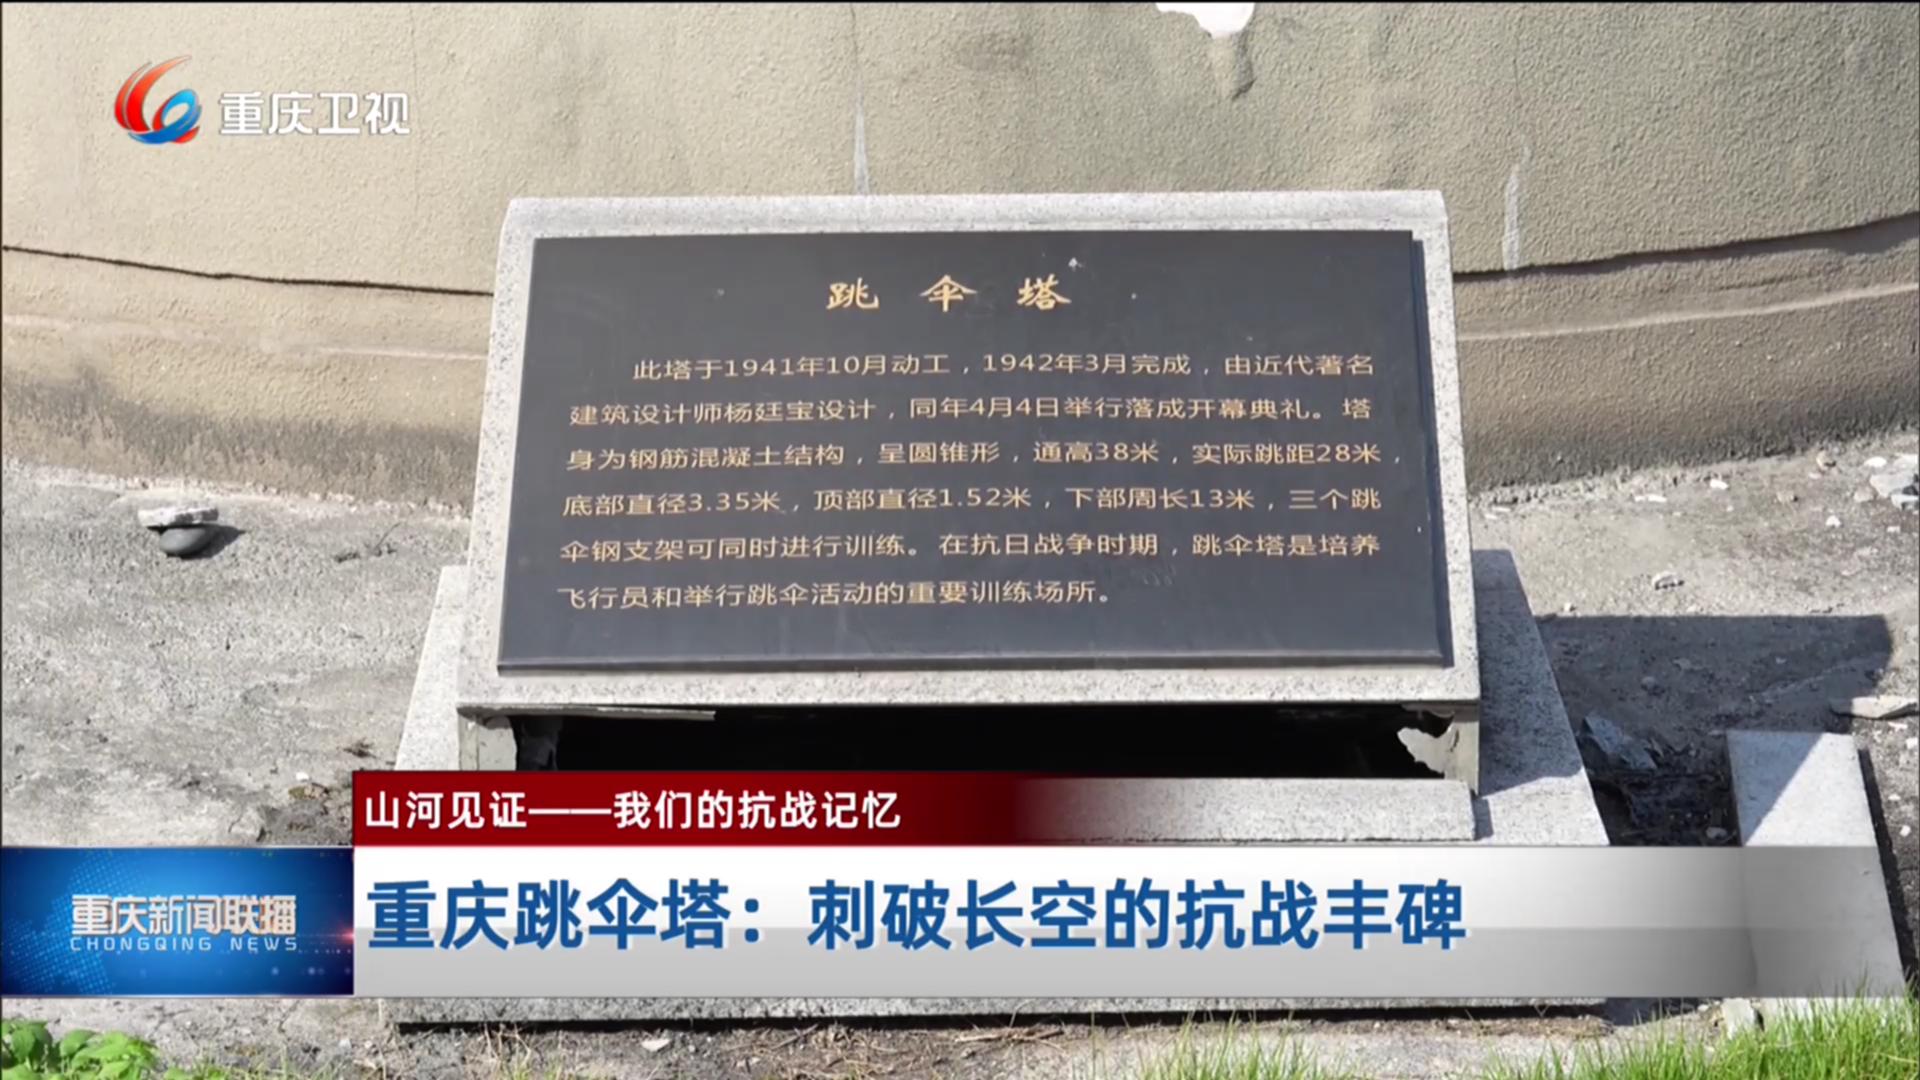 重庆卫视
跳伞塔
此塔于1941年10月动工，1942年3月完成，由近代著名
建筑设计师杨廷宝设计，同年4月4日举行落成开幕典礼。塔
身为钢筋混凝土结构，呈圆锥形，通高38米，实际跳距28米，
底部直径3.35米，顶部直径1.52米，下部周长13米，三个跳
伞钢支架可同时进行训练。在抗日战争时期，跳伞塔是培养
飞行员和举行跳伞活动的重要训练场所。
山河见证——我们的抗战记忆
重庆新闻联播
CHONGQING NEWS
重庆跳伞塔：刺破长空的抗战丰碑